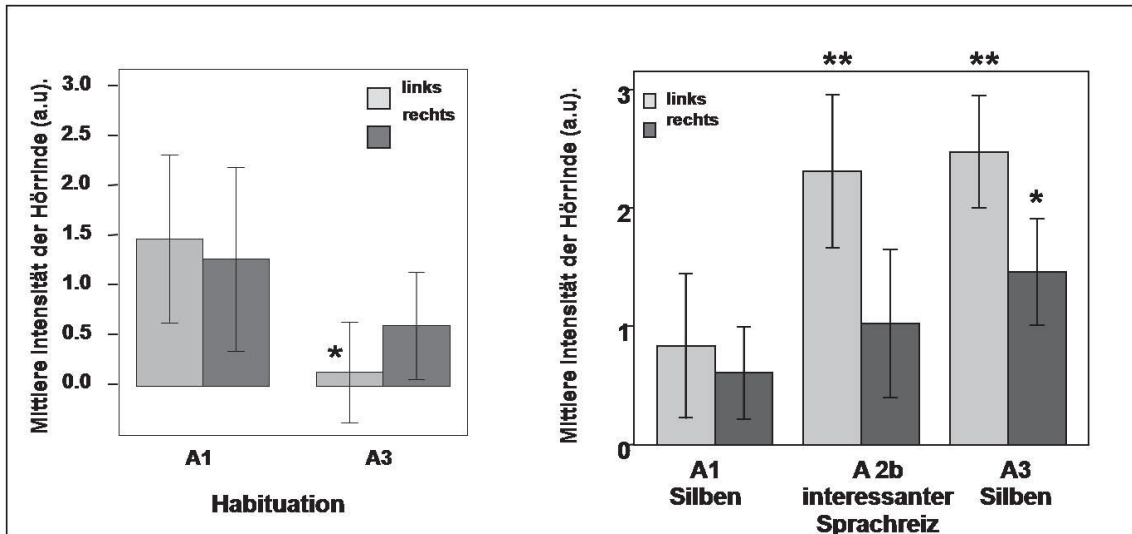 Mittlere Intensität der Hörrinde (a.u).
3.0
2.5
2.0
1.5
1.0
0.5
0.0
links
rechts
*
A1
A3
Habituation
Mittlere Intensität der Hörrinde (a.u.)
3
2
1
0
links
rechts
**
**
*
A1
Silben
A 2b
interessanter
Sprachreiz
A3
Silben